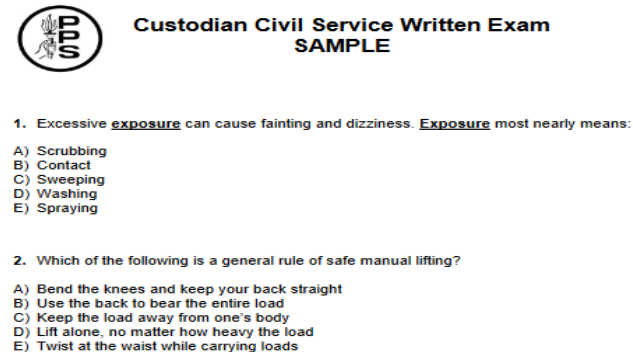 PPS
Custodian Civil Service Written Exam
SAMPLE
1. Excessive exposure can cause fainting and dizziness. Exposure most nearly means:
A) Scrubbing
B) Contact
C) Sweeping
D) Washing
E) Spraying
2. Which of the following is a general rule of safe manual lifting?
A) Bend the knees and keep your back straight
B) Use the back to bear the entire load
C) Keep the load away from one's body
D) Lift alone, no matter how heavy the load
E) Twist at the waist while carrying loads